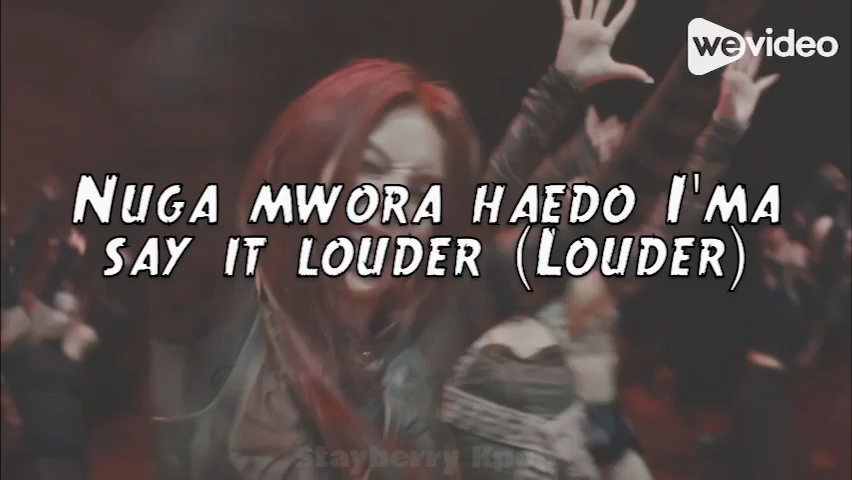 wevideo
Nuga mwora haedo I'ma
say it louder (Louder)
Stayberry Kpop